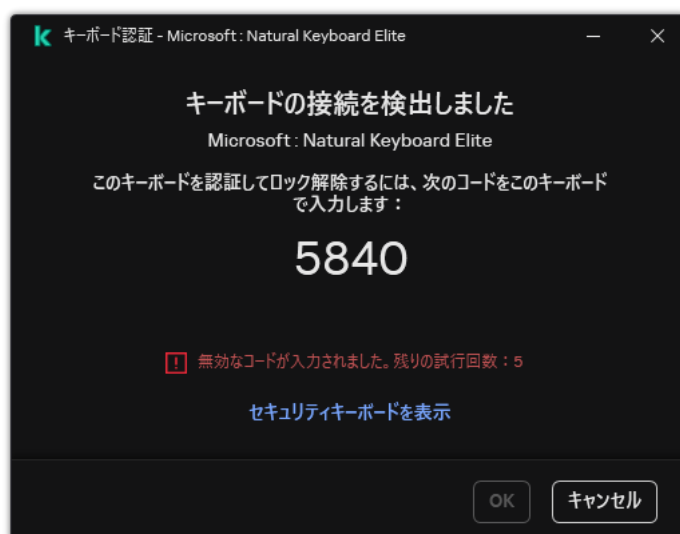 キーボード認証 - Microsoft : Natural Keyboard Elite
キーボードの接続を検出しました
Microsoft : Natural Keyboard Elite
このキーボードを認証してロック解除するには、次のコードをこのキーボード
で入力します：
5840
無効なコードが入力されました。残りの試行回数：5
セキュリティキーボードを表示
OK キャンセル